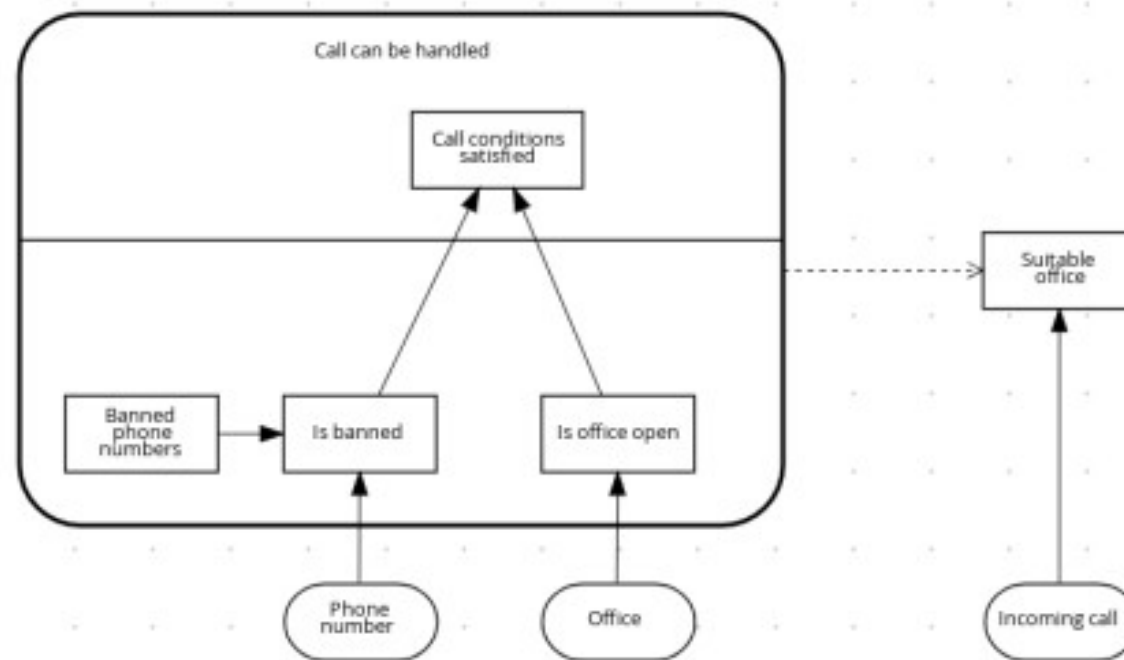 Call can be handled
Call conditions
satisfied
Suitable
office
Banned
phone
numbers
Is banned
Is office open
Phone
number
Office
Incoming call